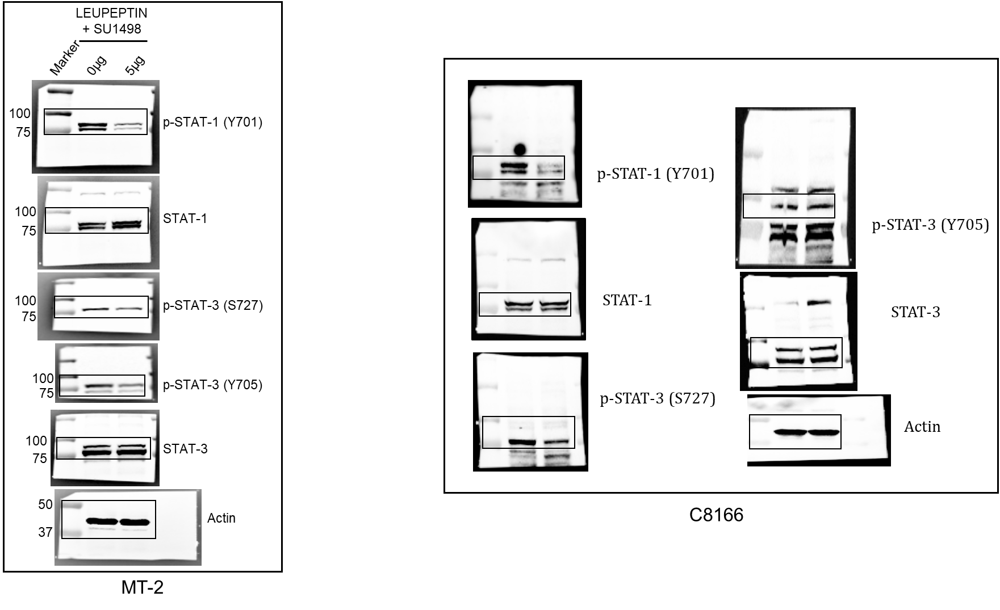 LEUPEPTIN
+ SU1498
Marker
0µg
5µg
100
75
p-STAT-1 (Y701)
100
75
STAT-1
100
75
p-STAT-3 (S727)
100
75
p-STAT-3 (Y705)
100
75
STAT-3
50
37
Actin
MT-2
p-STAT-1 (Y701)
STAT-1
p-STAT-3 (S727)
p-STAT-3 (Y705)
STAT-3
Actin
C8166